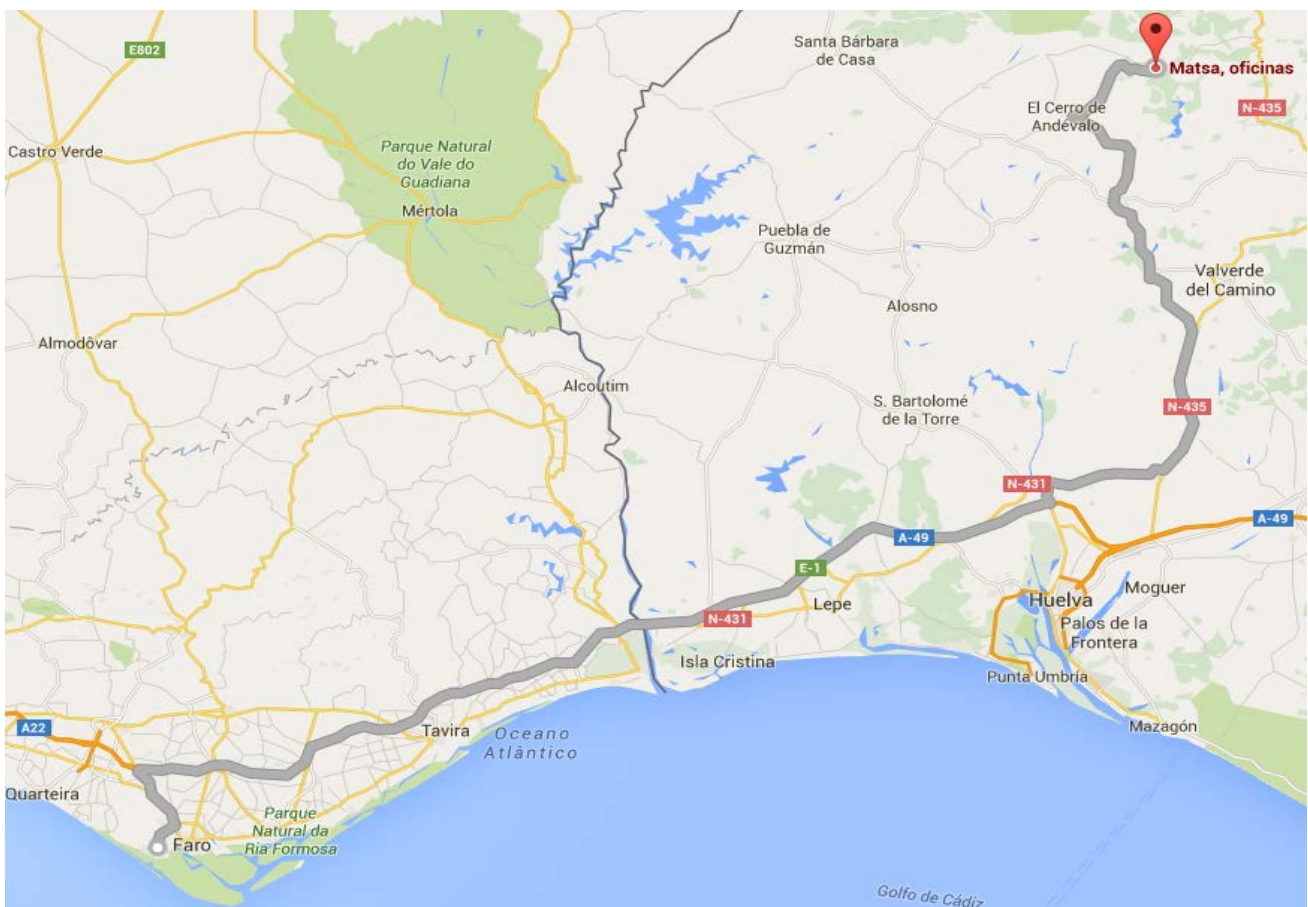 E802
Santa Bárbara
de Casa
Matsa, oficinas
N-435
El Cerro de
Andévalo
Castro Verde
Parque Natural
do Vale do
Guadiana
Mértola
Puebla de
Guzmán
Valverde
del Camino
Alosno
Almodôvar
Alcoutim
S. Bartolomé
de la Torre
N-435
N-431
A-49
A-49
E-1
Lepe
Huelva
Moguer
N-431
Palos de la
Frontera
Isla Cristina
Punta Umbría
A22
Tavira
Oceano
Atlântico
Mazagón
Quarteira
Parque
Natural da
Ria Formosa
Faro
Golfo de Cádiz